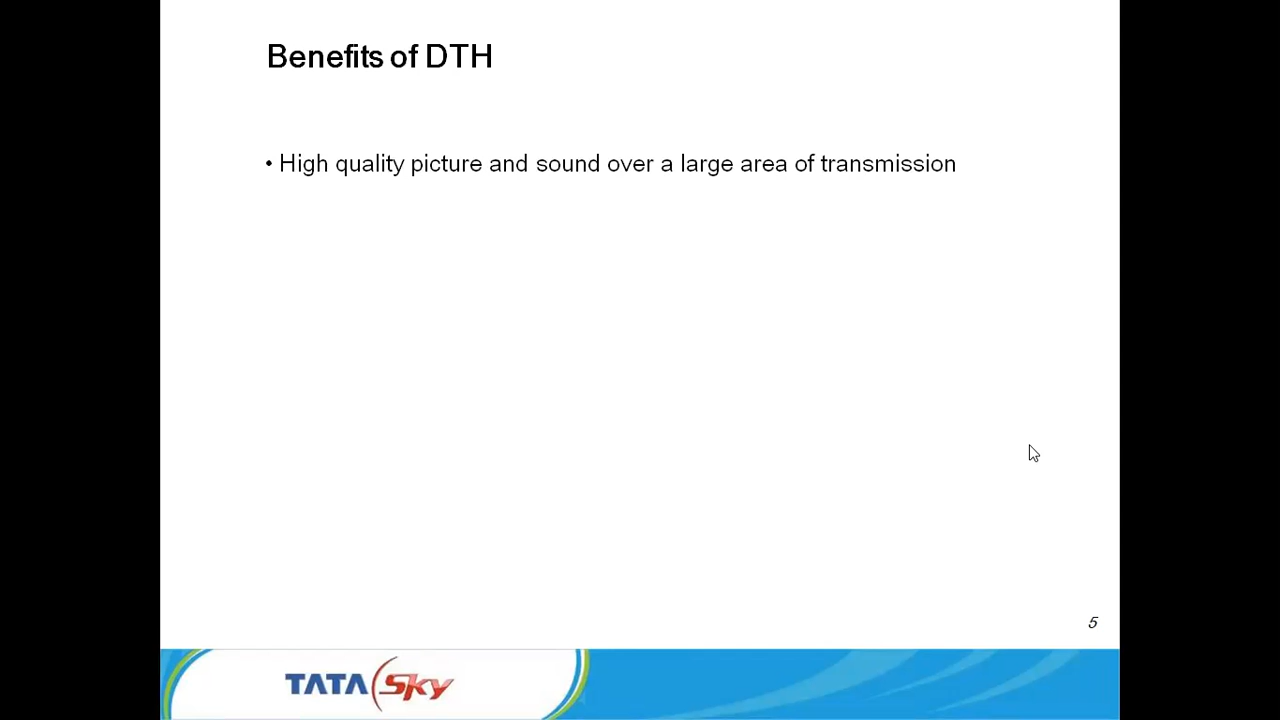 Benefits of DTH
• High quality picture and sound over a large area of transmission
5
TATA Sky